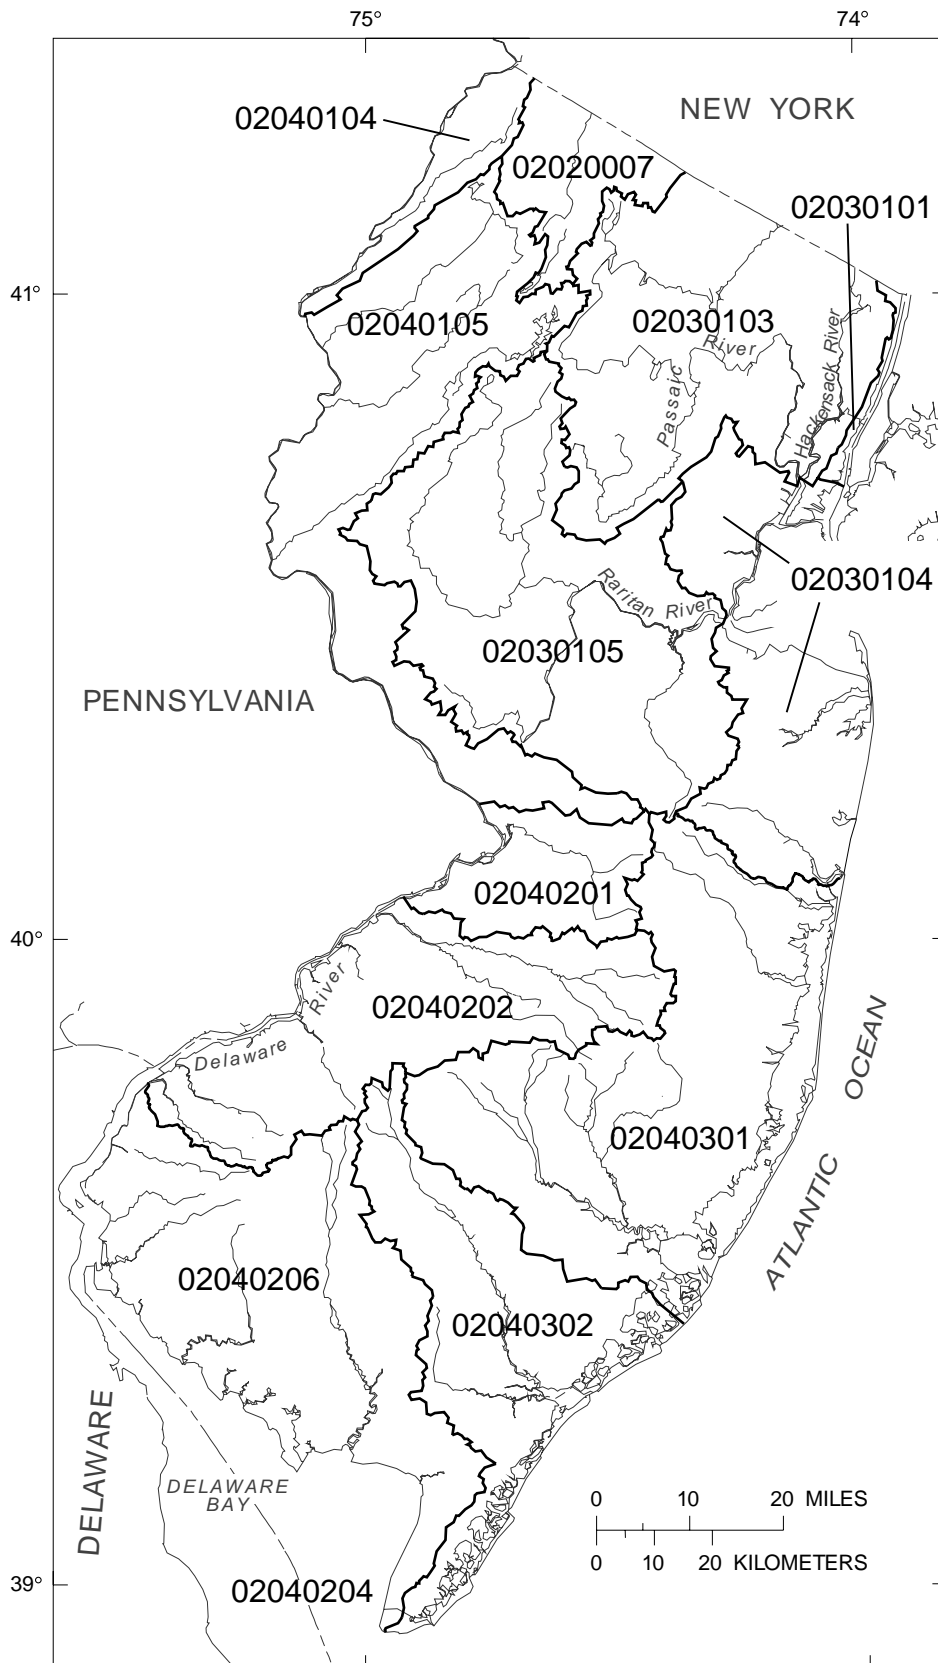 75°
74°
NEW YORK
02040104
02020007
02030101
41°
02040105
02030103
River
Passaic
Hackensack River
02030104
Raritan River
02030105
PENNSYLVANIA
02040201
40°
River
02040202
Delaware
OCEAN
02040301
ATLANTIC
02040206
02040302
DELAWARE
DELAWARE
BAY
0 10 20 MILES
0 10 20 KILOMETERS
39°
02040204